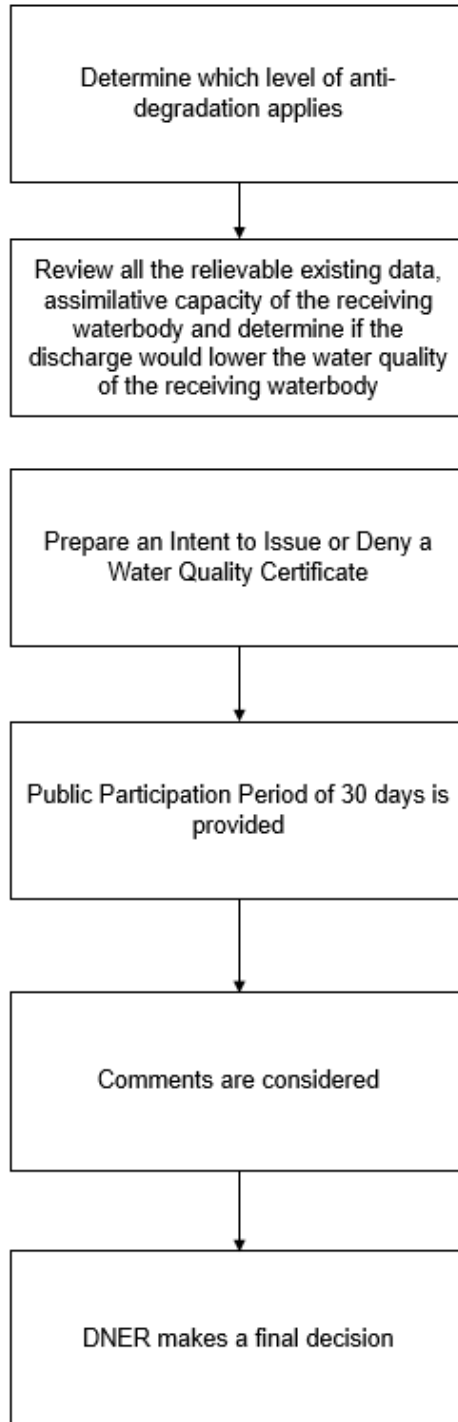 Determine which level of anti-
degradation applies
Review all the relievable existing data,
assimilative capacity of the receiving
waterbody and determine if the
discharge would lower the water quality
of the receiving waterbody
Prepare an Intent to Issue or Deny a
Water Quality Certificate
Public Participation Period of 30 days is
provided
Comments are considered
DNER makes a final decision